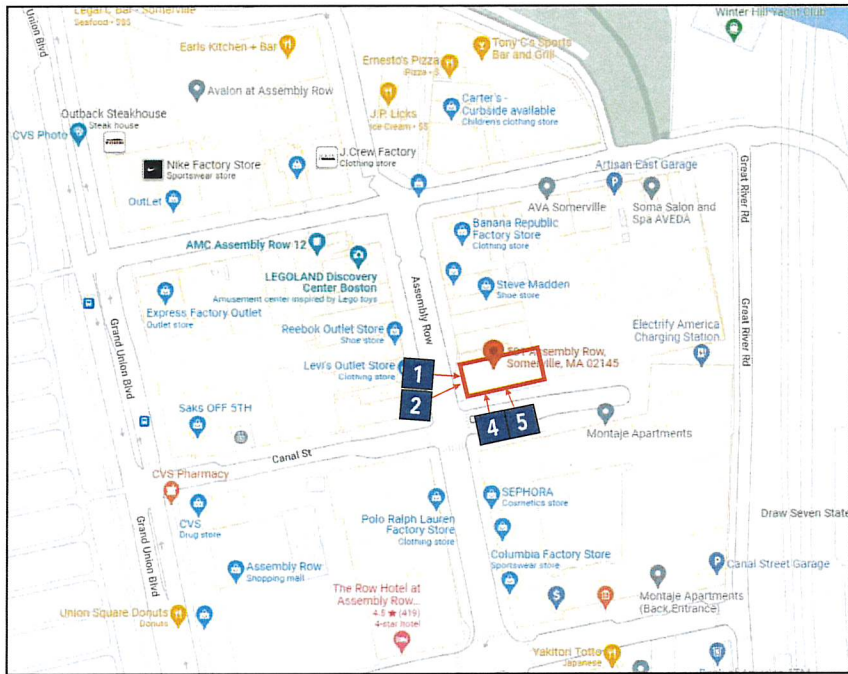 Legal C Bar - Somerville
Seafood · $$$
Union Blvd
Earls Kitchen + Bar
Winter Hill Yacht Club
Tony C's Sports
Bar and Grill
Ernesto's Pizza
Pizza · $
Avalon at Assembly Row
J.P. Licks
Ice Cream · $$
Carter's -
Curbside available
Children's clothing store
Outback Steakhouse
Steak house
CVS Photo
Nike Factory Store
Sportswear store
J.Crew Factory
Clothing store
OutLet
Artisan East Garage
Great River Rd
AVA Somerville
Soma Salon and
Spa AVEDA
Banana Republic
Factory Store
Clothing store
AMC Assembly Row 12
LEGOLAND Discovery
Center Boston
Amusement center inspired by Lego toys
Assembly Row
Steve Madden
Shoe store
Express Factory Outlet
Outlet store
Grand Union Blvd
Reebok Outlet Store
Shoe store
Electrify America
Charging Station
Great River Rd
Assembly Row,
Somerville, MA 02145
Levi's Outlet Store
Clothing store
1
2
4
5
Saks OFF 5TH
Montaje Apartments
Canal St
CVS Pharmacy
CVS
Drug store
SEPHORA
Cosmetics store
Polo Ralph Lauren
Factory Store
Clothing store
Draw Seven State
Grand Union Blvd
Columbia Factory Store
Sportswear store
Canal Street Garage
Assembly Row
Shopping mall
The Row Hotel at
Assembly Row...
4.5 ★ (419)
4-star hotel
Montaje Apartments
(Back Entrance)
Union Square Donuts
Donuts
Yakitori Totto
Japanese